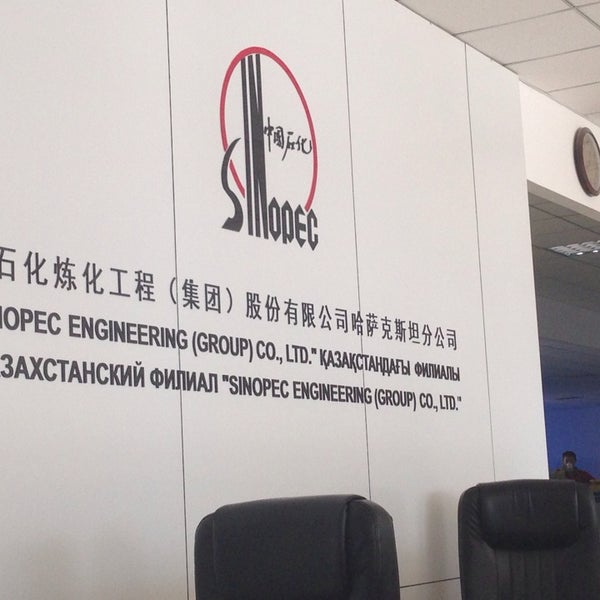 中国石化
SINOPEC
石化炼化工程（集团）股份有限公司哈萨克斯坦分公司
NOPEC ENGINEERING (GROUP) CO., LTD." ҚАЗАҚСТАНДАҒЫ ФИЛИАЛЫ
ЗАХСТАНСКИЙ ФИЛИАЛ "SINOPEC ENGINEERING (GROUP) CO., LTD."